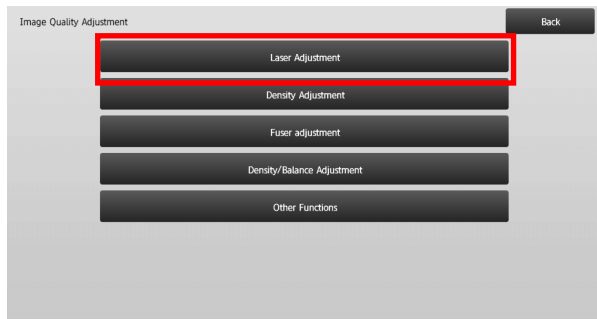 Image Quality Adjustment
Back
Laser Adjustment
Density Adjustment
Fuser adjustment
Density/Balance Adjustment
Other Functions